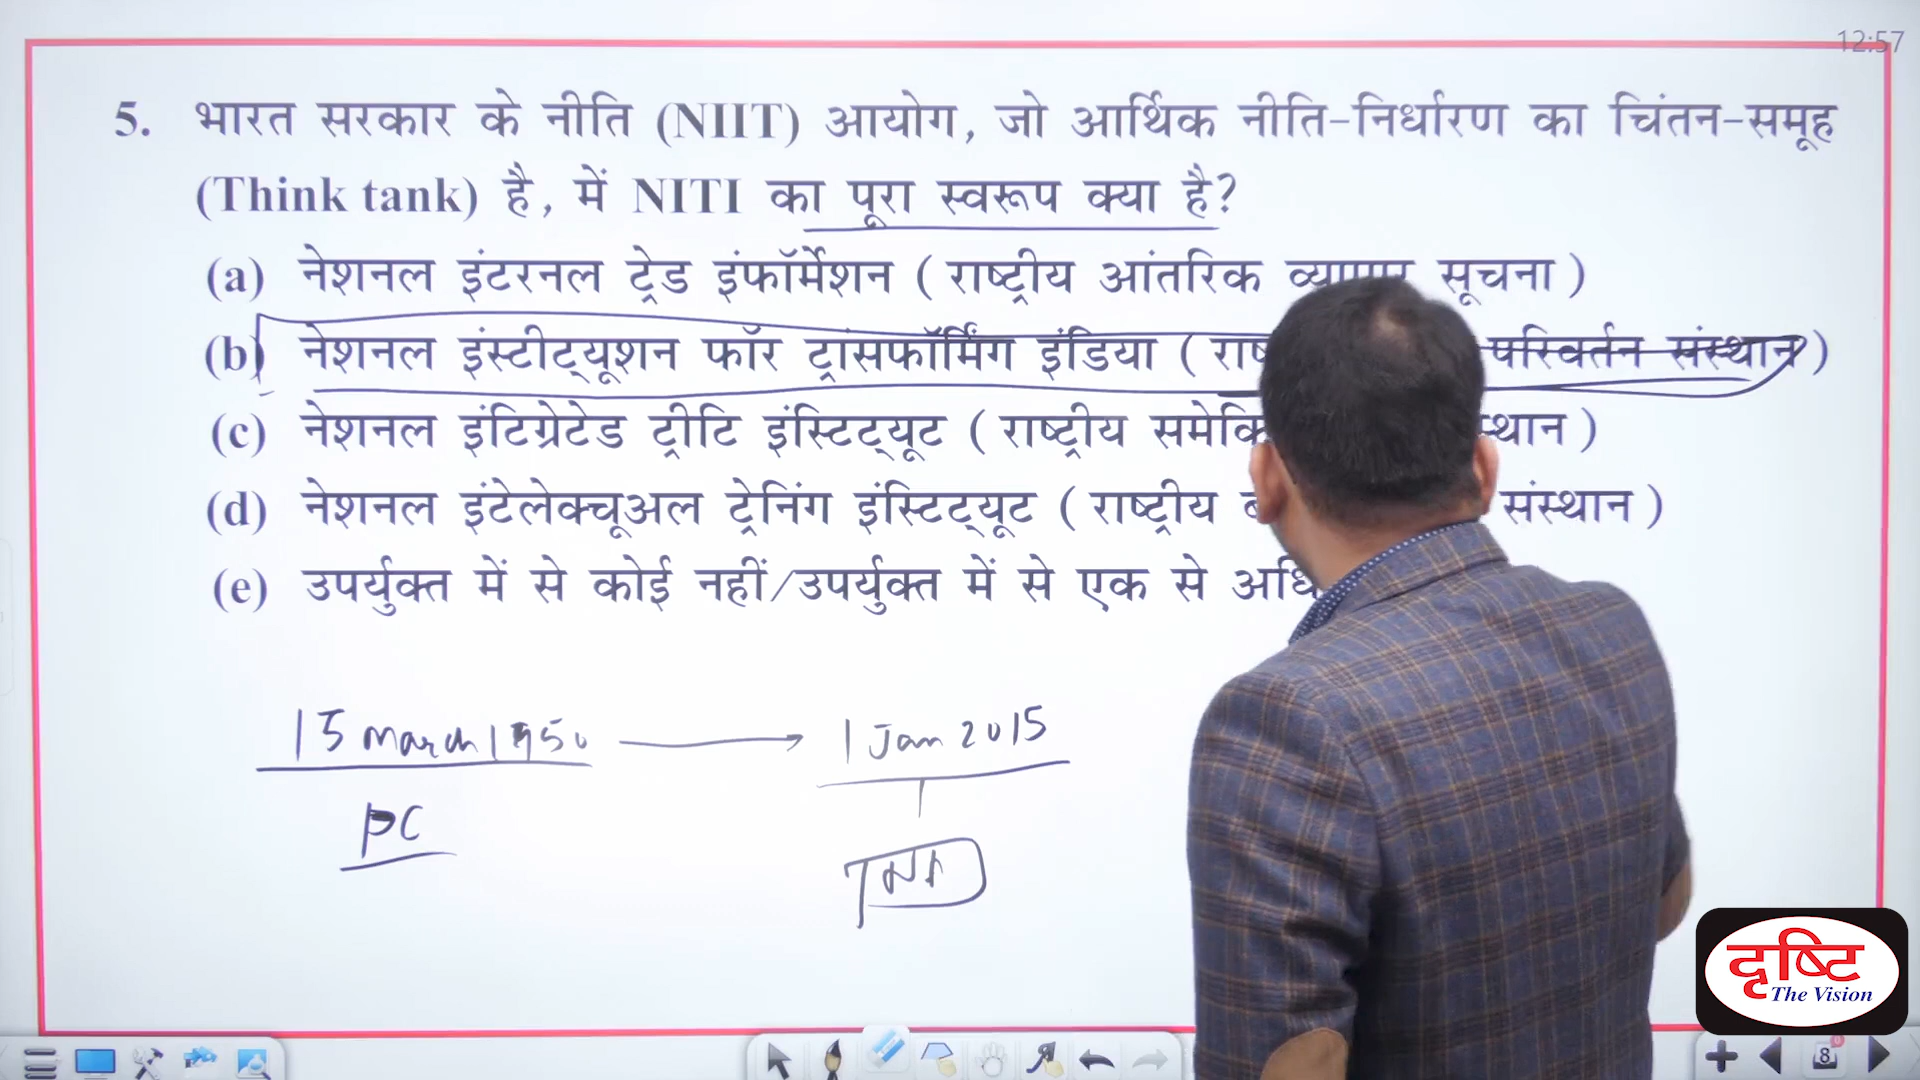 12:57
5. भारत सरकार के नीति (NIIT) आयोग, जो आर्थिक नीति-निर्धारण का चिंतन-समूह
(Think tank) है, में NITI का पूरा स्वरूप क्या है?
(a) नेशनल इंटरनल ट्रेड इंफॉर्मेशन (राष्ट्रीय आंतरिक व्यापार सूचना)
(b) नेशनल इंस्टीट्यूशन फॉर ट्रांसफॉर्मिंग इंडिया ( परिवर्तन संस्थान)
(c) नेशनल इंटिग्रेटेड ट्रीटि इंस्टिट्यूट (राष्ट्रीय
(d) नेशनल इंटेलेक्चूअल ट्रेनिंग इंस्टिट्यूट (राष्ट्रीय संस्थान)
(e) उपर्युक्त में से कोई नहीं/उपर्युक्त में से एक से
15 March 1950 1 Jan 2015
PC
दृष्टि
The Vision
8